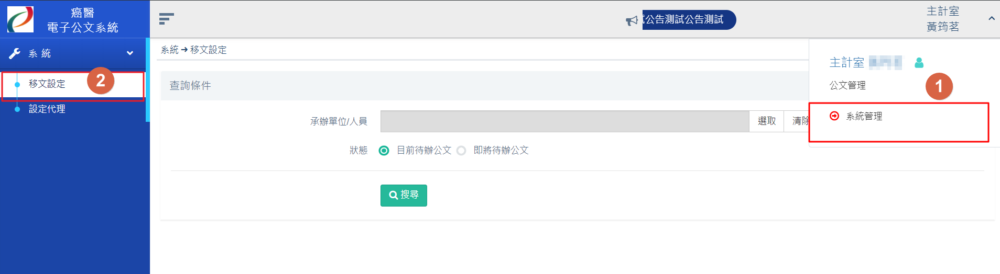 癌醫
電子公文系統
試公告測試公告測試
主計室
黃筠茗
系統
系統➔移文設定
主計室
2
移文設定
1
公文管理
查詢條件
設定代理
系統管理
承辦單位/人員
選取
清除
狀態
目前待辦公文
即將待辦公文
搜尋